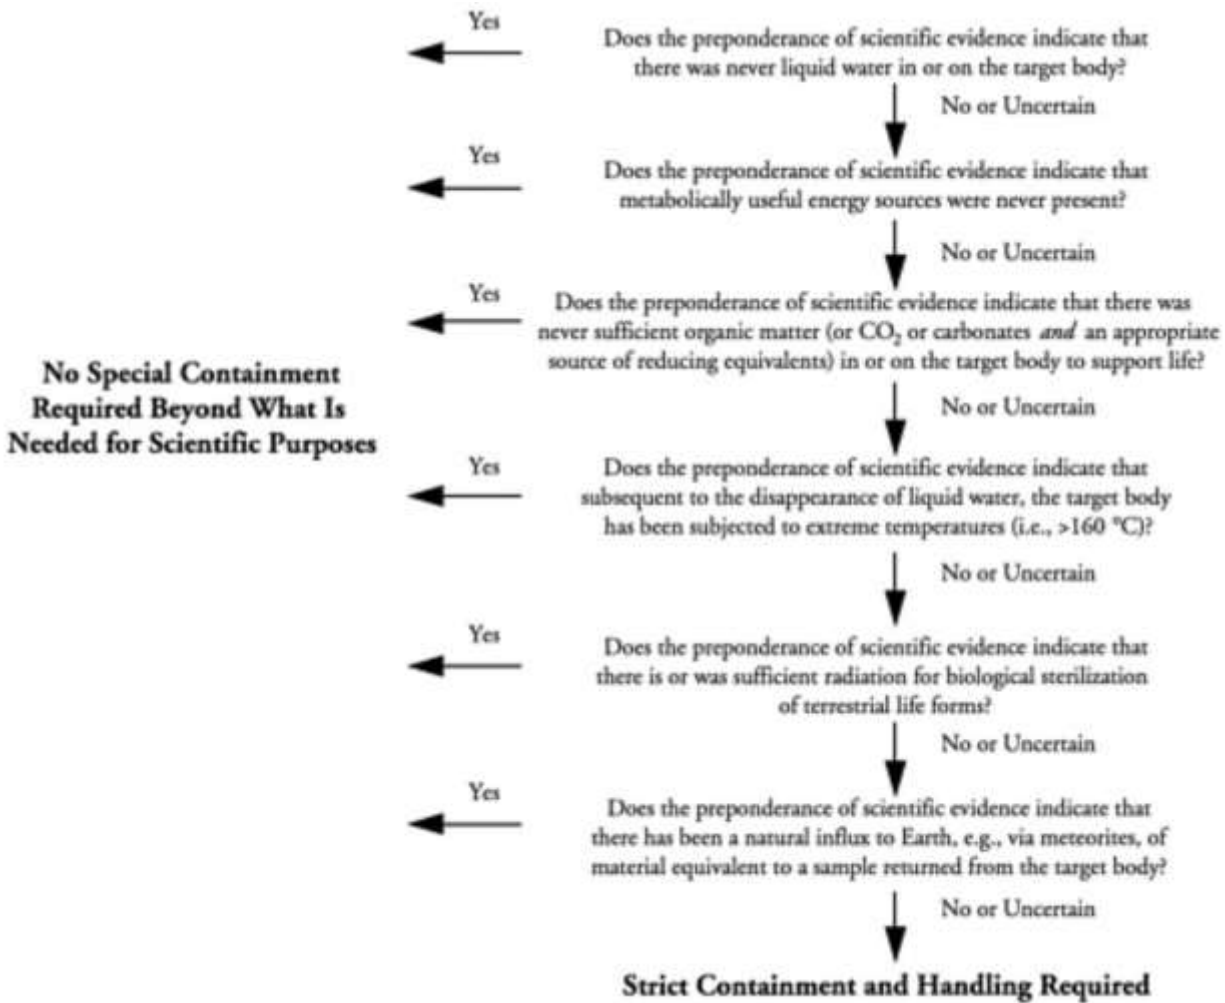 Yes
Does the preponderance of scientific evidence indicate that
there was never liquid water in or on the target body?
No or Uncertain
Yes
Does the preponderance of scientific evidence indicate that
metabolically useful energy sources were never present?
No or Uncertain
Yes
Does the preponderance of scientific evidence indicate that there was
never sufficient organic matter (or CO₂ or carbonates and an appropriate
source of reducing equivalents) in or on the target body to support life?
No Special Containment
Required Beyond What Is
Needed for Scientific Purposes
No or Uncertain
Yes
Does the preponderance of scientific evidence indicate that
subsequent to the disappearance of liquid water, the target body
has been subjected to extreme temperatures (i.e., >160 °C)?
No or Uncertain
Yes
Does the preponderance of scientific evidence indicate that
there is or was sufficient radiation for biological sterilization
of terrestrial life forms?
No or Uncertain
Yes
Does the preponderance of scientific evidence indicate that
there has been a natural influx to Earth, e.g., via meteorites, of
material equivalent to a sample returned from the target body?
No or Uncertain
Strict Containment and Handling Required